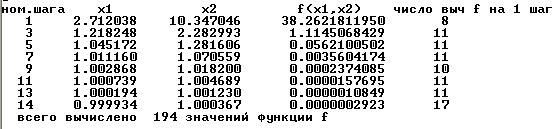 ном.шага x1 x2 f(x1,x2) число выч f на 1 шаг
1 2.712038 10.347046 38.2621811950 8
3 1.218248 2.282993 1.1145068429 11
5 1.045172 1.281606 0.0562100502 11
7 1.011160 1.070559 0.0035604174 11
9 1.002868 1.018200 0.0002374085 10
11 1.000739 1.004689 0.0000157695 11
13 1.000194 1.001230 0.0000010849 11
14 0.999934 1.000367 0.0000002923 17
всего вычислено 194 значений функции f